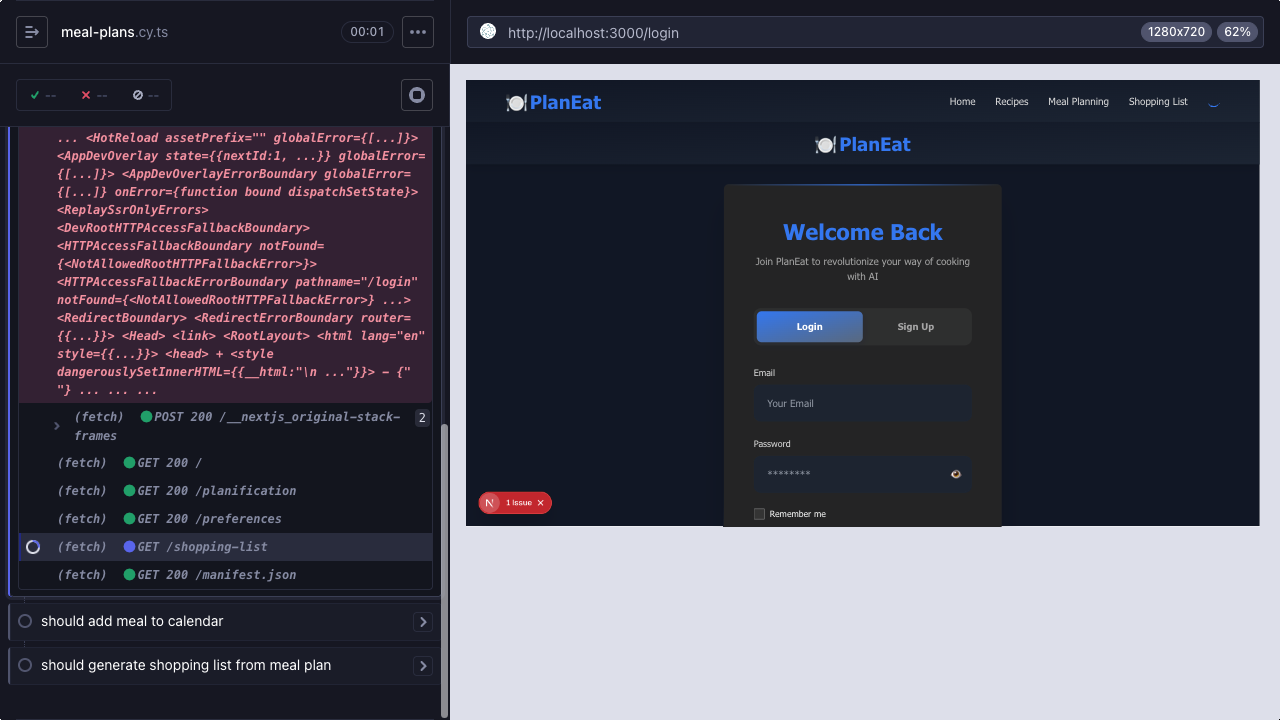 meal-plans.cy.ts
00:01
http://localhost:3000/login
1280x720
62%
--
--
--
... <HotReload assetPrefix="" globalError={[...]}>
<AppDevOverlay state={{nextId:1, ...}} globalError=
{[...]}> <AppDevOverlayErrorBoundary globalError=
{[...]} onError={function bound dispatchSetState}>
<ReplaySsrOnlyErrors>
<DevRootHTTPAccessFallbackBoundary>
<HTTPAccessFallbackBoundary notFound=
{<NotAllowedRootHTTPFallbackError>}>
<HTTPAccessFallbackErrorBoundary pathname="/login"
notFound={<NotAllowedRootHTTPFallbackError>} ...>
<RedirectBoundary> <RedirectErrorBoundary router=
{{...}}> <Head> <link> <RootLayout> <html lang="en"
style={{...}}> <head> + <style
dangerouslySetInnerHTML={{__html:"\n ..."}}> - {"
"} ... ... ...
(fetch) POST 200 /__nextjs_original-stack-
frames
2
(fetch) GET 200 /
(fetch) GET 200 /planification
(fetch) GET 200 /preferences
(fetch) GET /shopping-list
(fetch) GET 200 /manifest.json
should add meal to calendar
should generate shopping list from meal plan
PlanEat
Home
Recipes
Meal Planning
Shopping List
PlanEat
Welcome Back
Join PlanEat to revolutionize your way of cooking
with AI
Login
Sign Up
Email
Your Email
Password
********
Remember me
N
1 Issue